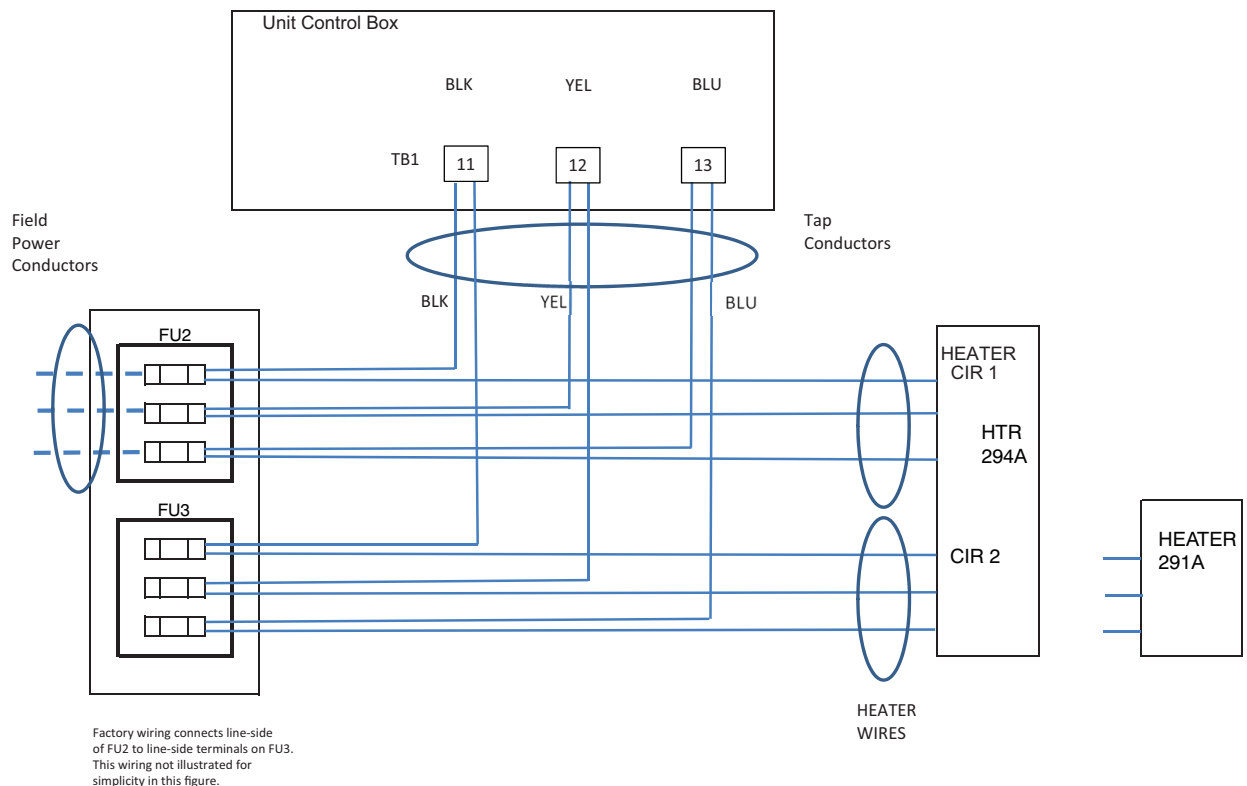 Unit Control Box
BLK YEL BLU
TB1 11 12 13
Field
Power
Conductors
Tap
Conductors
BLK YEL BLU
FU2
HEATER
CIR 1
HTR
294A
FU3
CIR 2
HEATER
291A
HEATER
WIRES
Factory wiring connects line-side
of FU2 to line-side terminals on FU3.
This wiring not illustrated for
simplicity in this figure.